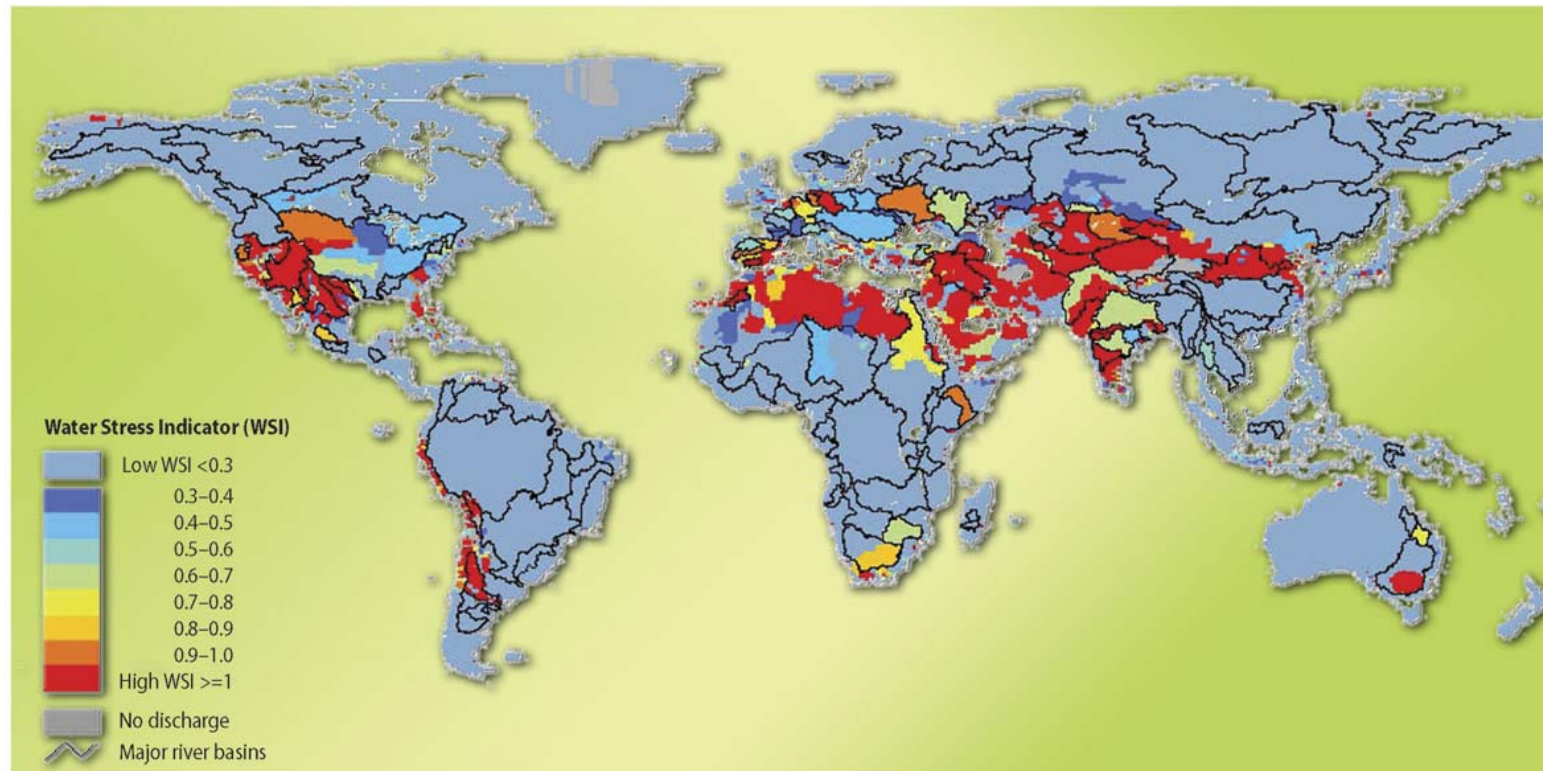 Water Stress Indicator (WSI)
Low WSI <0.3
0.3–0.4
0.4–0.5
0.5–0.6
0.6–0.7
0.7–0.8
0.8–0.9
0.9–1.0
High WSI >=1
No discharge
Major river basins